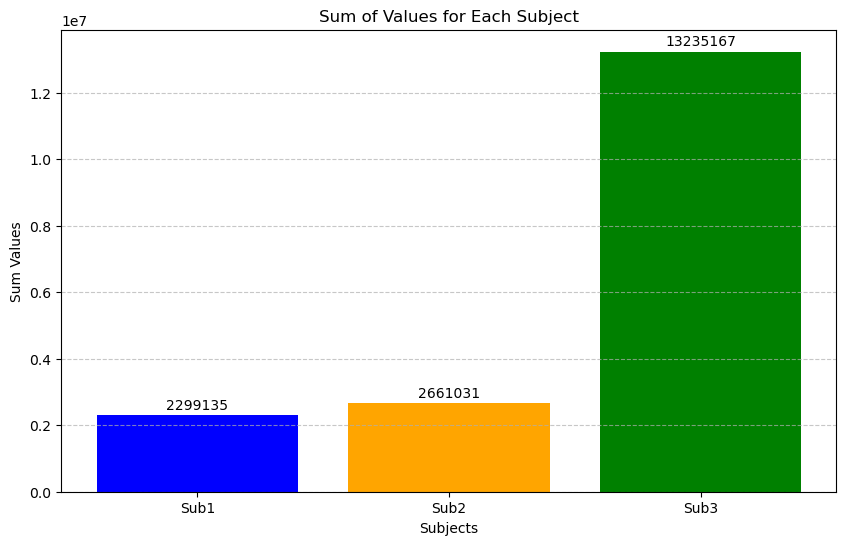 Sum of Values for Each Subject
1e7
13235167
1.2
1.0
0.8
0.6
0.4
0.2
0.0
2661031
2299135
Sum Values
Sub1 Sub2 Sub3
Subjects